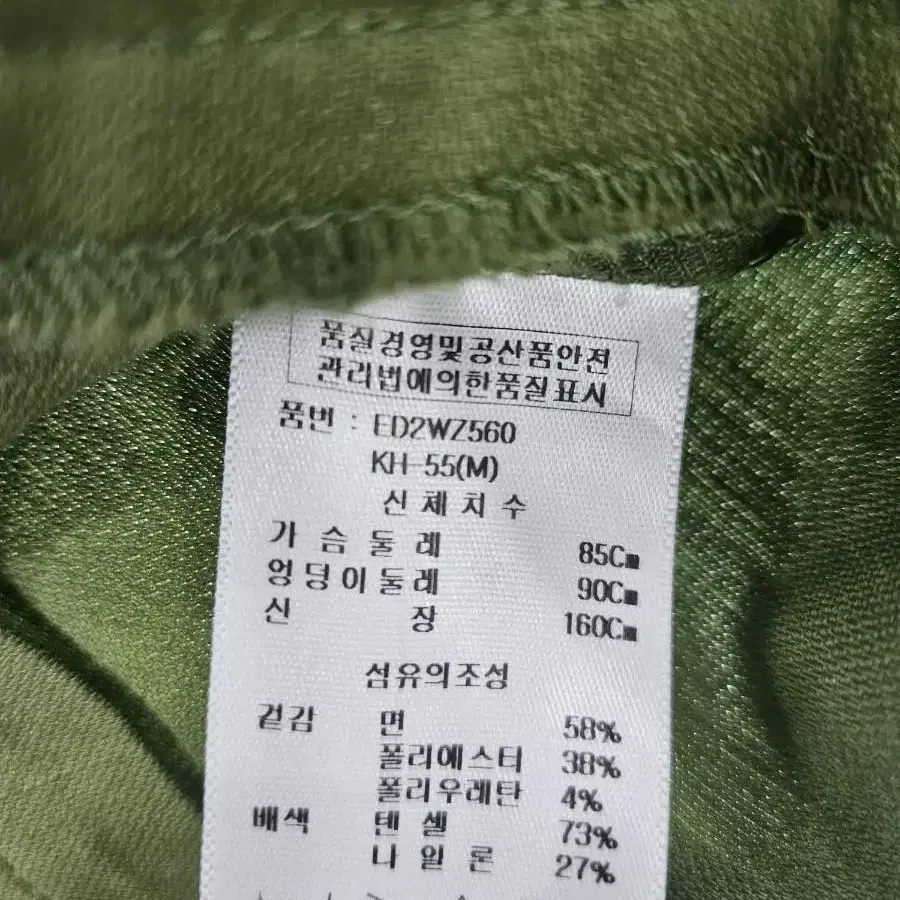 품질경영및공산품안전
관리법에의한품질표시
품번 : ED2WZ560
KH-55(M)
신체치수
가슴둘레 85Cm
엉덩이둘레 90Cm
신장 160Cm
섬유의조성
겉감 면 58%
폴리에스터 38%
폴리우레탄 4%
배색 텐셀 73%
나일론 27%